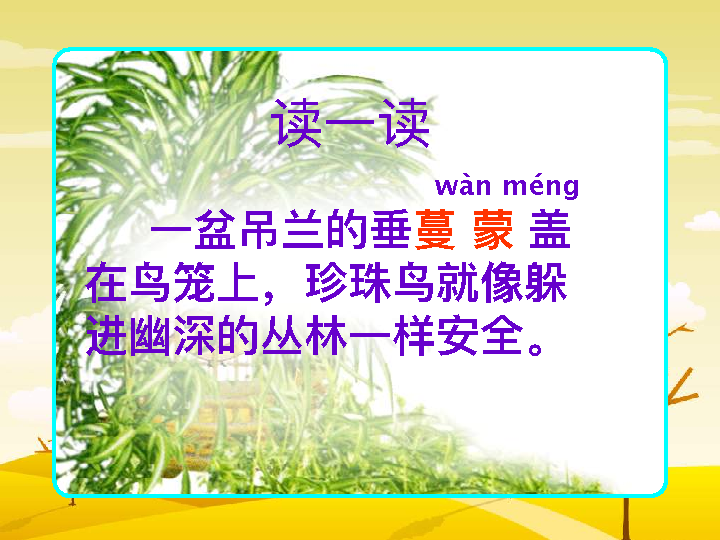 读一读
wàn méng
一盆吊兰的垂蔓 蒙 盖
在鸟笼上，珍珠鸟就像躲
进幽深的丛林一样安全。